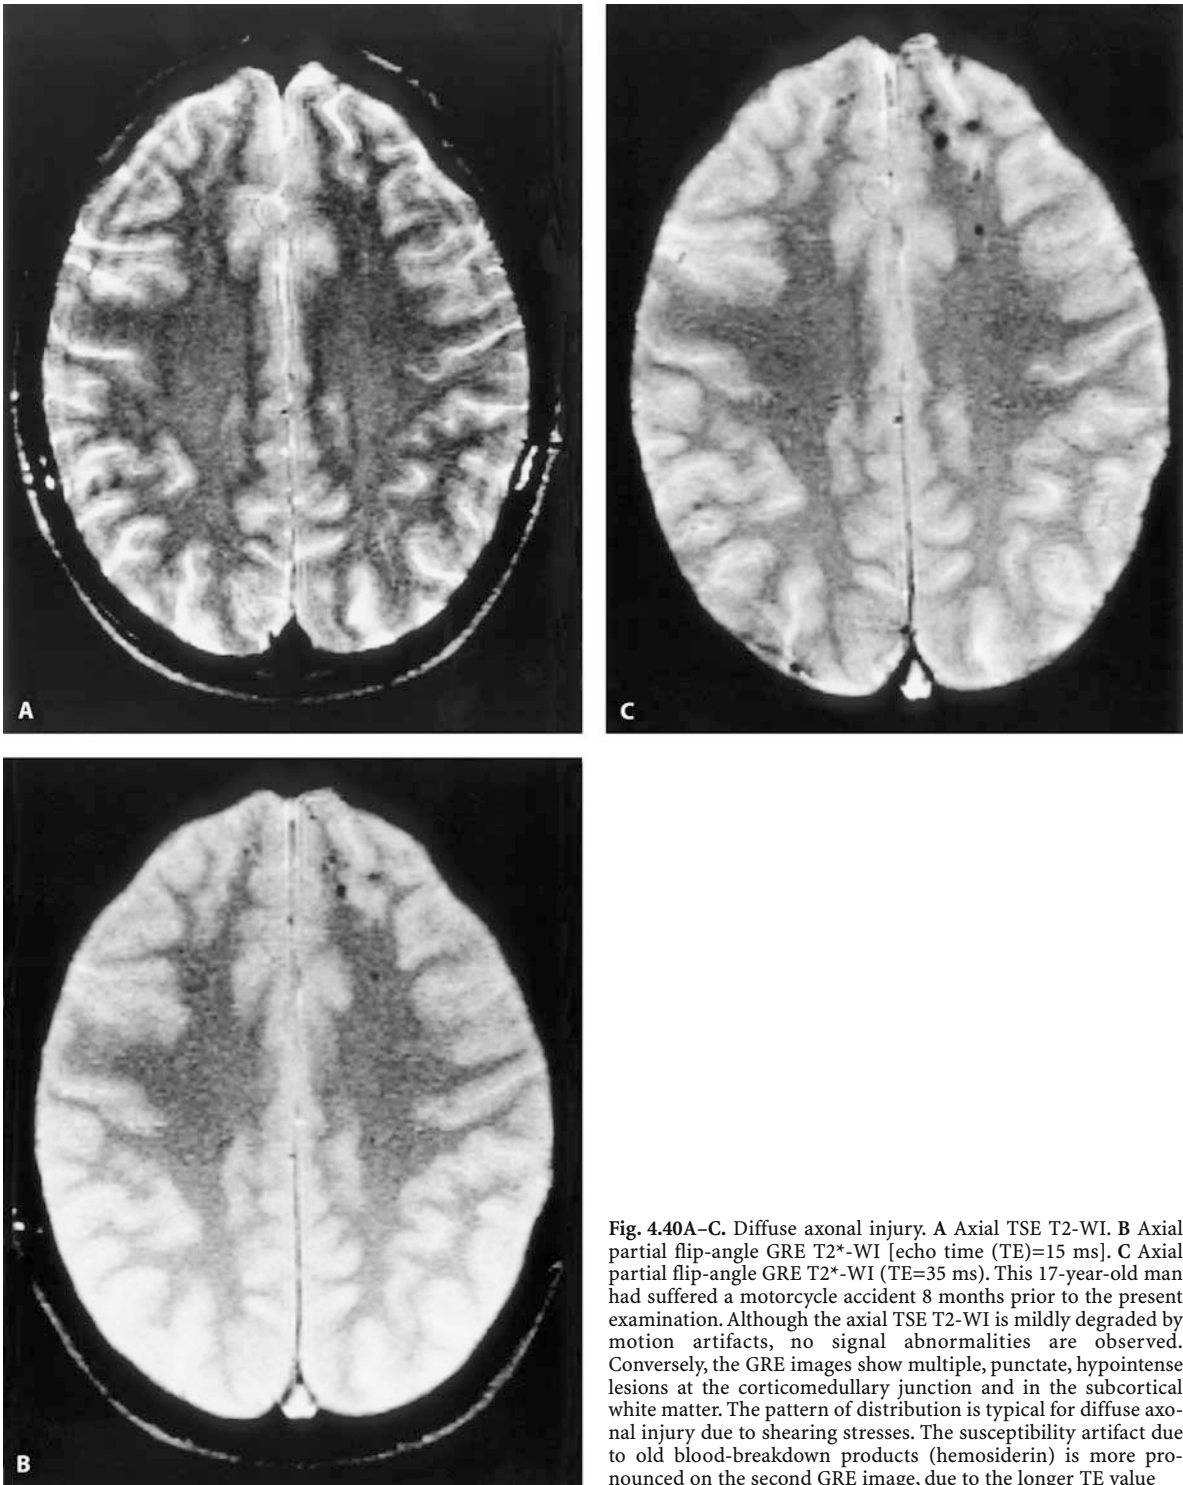 A
C
B
Fig. 4.40A–C. Diffuse axonal injury. A Axial TSE T2-WI. B Axial
partial flip-angle GRE T2*-WI [echo time (TE)=15 ms]. C Axial
partial flip-angle GRE T2*-WI (TE=35 ms). This 17-year-old man
had suffered a motorcycle accident 8 months prior to the present
examination. Although the axial TSE T2-WI is mildly degraded by
motion artifacts, no signal abnormalities are observed.
Conversely, the GRE images show multiple, punctate, hypointense
lesions at the corticomedullary junction and in the subcortical
white matter. The pattern of distribution is typical for diffuse axo-
nal injury due to shearing stresses. The susceptibility artifact due
to old blood-breakdown products (hemosiderin) is more pro-
nounced on the second GRE image, due to the longer TE value